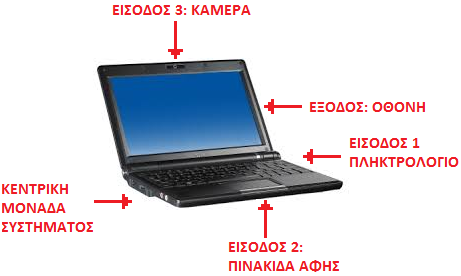 ΕΙΣΟΔΟΣ 3: ΚΑΜΕΡΑ
ΕΞΟΔΟΣ: ΟΘΟΝΗ
ΕΙΣΟΔΟΣ 1
ΠΛΗΚΤΡΟΛΟΓΙΟ
ΚΕΝΤΡΙΚΗ
ΜΟΝΑΔΑ
ΣΥΣΤΗΜΑΤΟΣ
ΕΙΣΟΔΟΣ 2:
ΠΙΝΑΚΙΔΑ ΑΦΗΣ